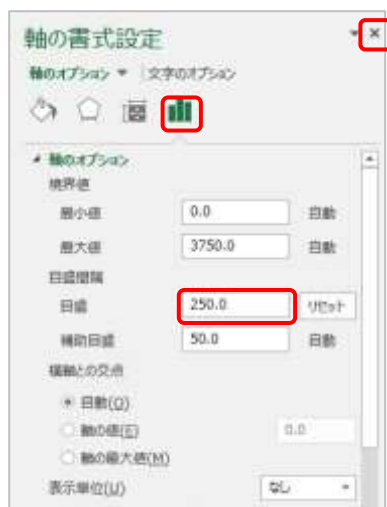 軸の書式設定
軸のオプション 文字のオプション
軸のオプション
境界値
最小値 0.0 自動
最大値 3750.0 自動
目盛間隔
目盛 250.0 リセット
補助目盛 50.0 自動
横軸との交点
自動(O)
軸の値(E) 0.0
軸の最大値(M)
表示単位(U) なし